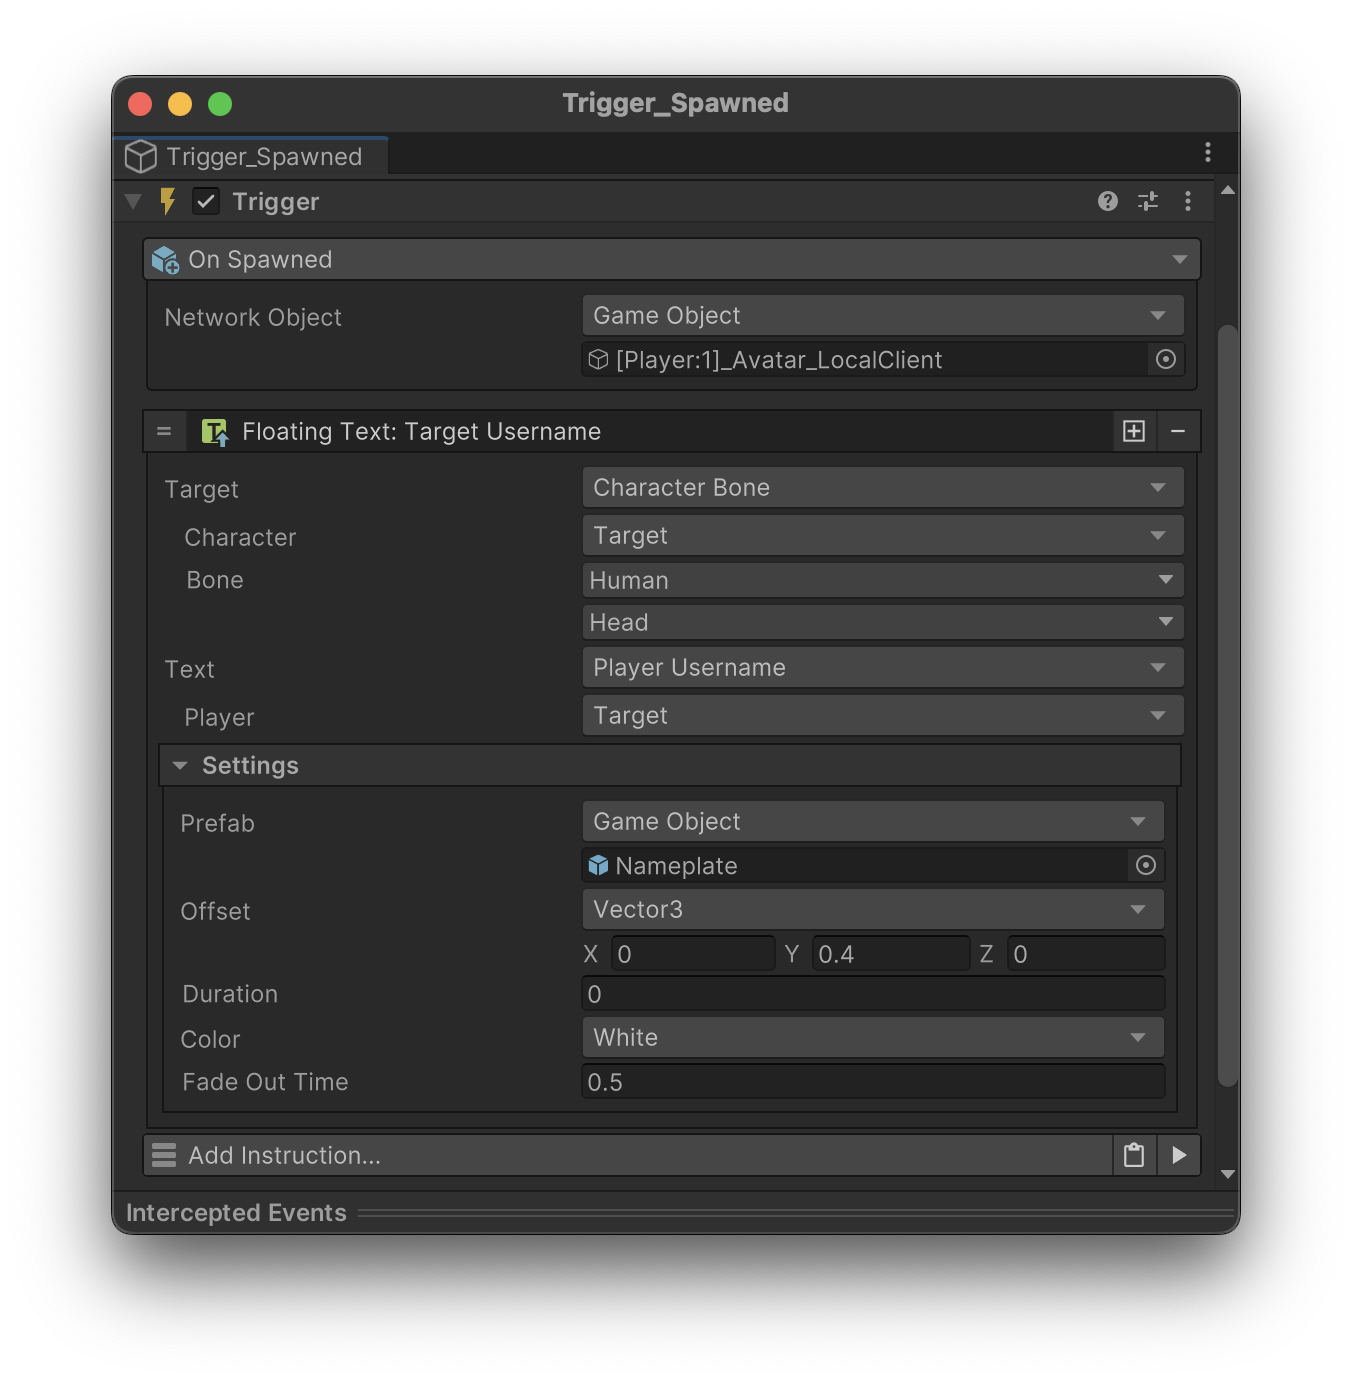 Trigger_Spawned
Trigger_Spawned
Trigger
On Spawned
Network Object Game Object
[Player:1]_Avatar_LocalClient
= Floating Text: Target Username
Target Character Bone
Character Target
Bone Human
Head
Text Player Username
Player Target
Settings
Prefab Game Object
Nameplate
Offset Vector3
X 0 Y 0.4 Z 0
Duration 0
Color White
Fade Out Time 0.5
Add Instruction...
Intercepted Events